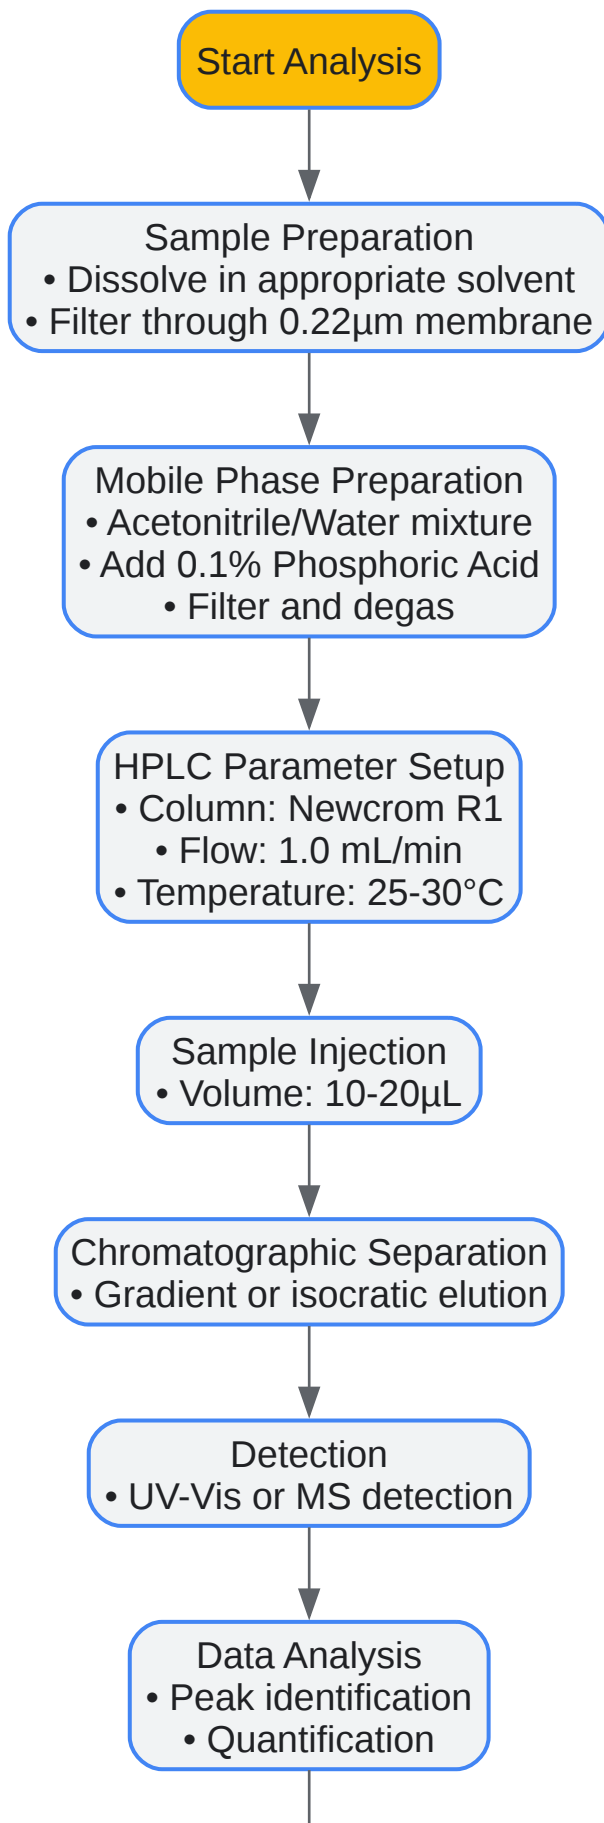 Start Analysis
Sample Preparation
• Dissolve in appropriate solvent
• Filter through 0.22µm membrane
Mobile Phase Preparation
• Acetonitrile/Water mixture
• Add 0.1% Phosphoric Acid
• Filter and degas
HPLC Parameter Setup
• Column: Newcrom R1
• Flow: 1.0 mL/min
• Temperature: 25-30°C
Sample Injection
• Volume: 10-20µL
Chromatographic Separation
• Gradient or isocratic elution
Detection
• UV-Vis or MS detection
Data Analysis
• Peak identification
• Quantification